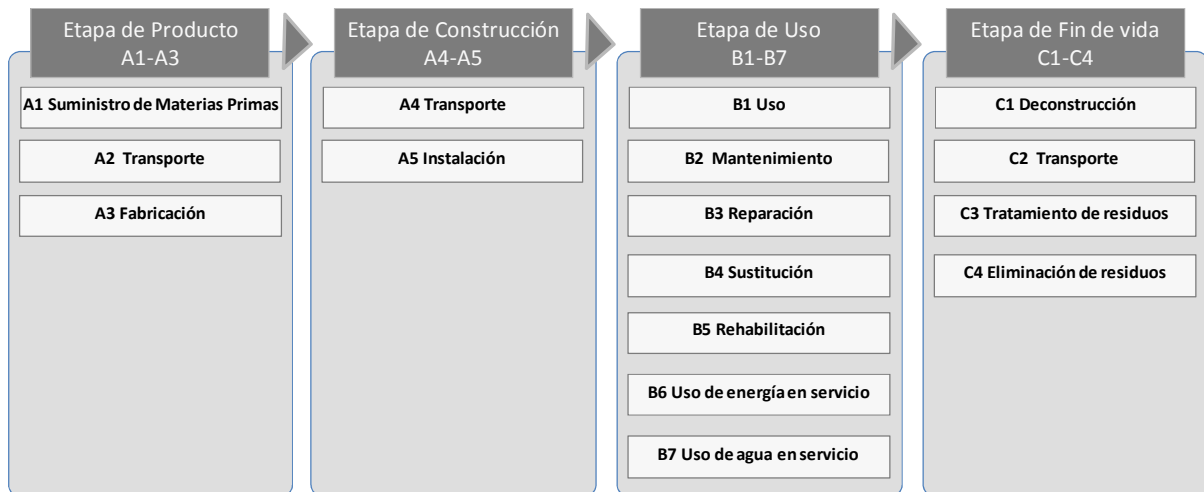 Etapa de Producto
A1-A3
A1 Suministro de Materias Primas
A2 Transporte
A3 Fabricación
Etapa de Construcción
A4-A5
A4 Transporte
A5 Instalación
Etapa de Uso
B1-B7
B1 Uso
B2 Mantenimiento
B3 Reparación
B4 Sustitución
B5 Rehabilitación
B6 Uso de energía en servicio
B7 Uso de agua en servicio
Etapa de Fin de vida
C1-C4
C1 Deconstrucción
C2 Transporte
C3 Tratamiento de residuos
C4 Eliminación de residuos